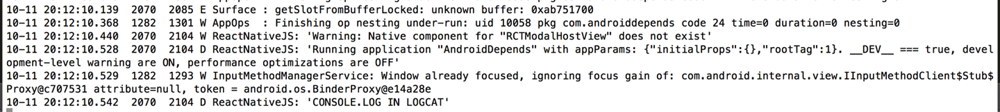 10-11 20:12:10.139  2070  2085 E Surface : getSlotFromBufferLocked: unknown buffer: 0xab751700
10-11 20:12:10.368  1282  1301 W AppOps  : Finishing op nesting under-run: uid 10058 pkg com.androiddepends code 24 time=0 duration=0 nesting=0
10-11 20:12:10.440  2070  2104 W ReactNativeJS: 'Warning: Native component for "RCTModalHostView" does not exist'
10-11 20:12:10.528  2070  2104 D ReactNativeJS: 'Running application "AndroidDepends" with appParams: {"initialProps":{},"rootTag":1}. __DEV__ === true, devel
opment-level warning are ON, performance optimizations are OFF'
10-11 20:12:10.529  1282  1293 W InputMethodManagerService: Window already focused, ignoring focus gain of: com.android.internal.view.IInputMethodClient$Stub$
Proxy@c707531 attribute=null, token = android.os.BinderProxy@e14a28e
10-11 20:12:10.542  2070  2104 D ReactNativeJS: 'CONSOLE.LOG IN LOGCAT'